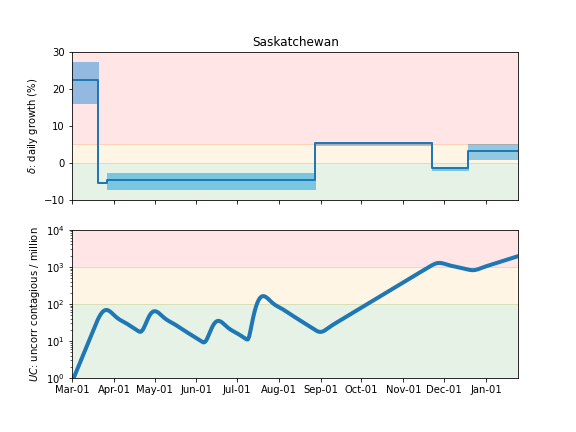 Saskatchewan
δ: daily growth (%)
30
20
10
0
−10
UC: uncorr contagious / million
10⁴
10³
10²
10¹
10⁰
Mar-01 Apr-01 May-01 Jun-01 Jul-01 Aug-01 Sep-01 Oct-01 Nov-01 Dec-01 Jan-01